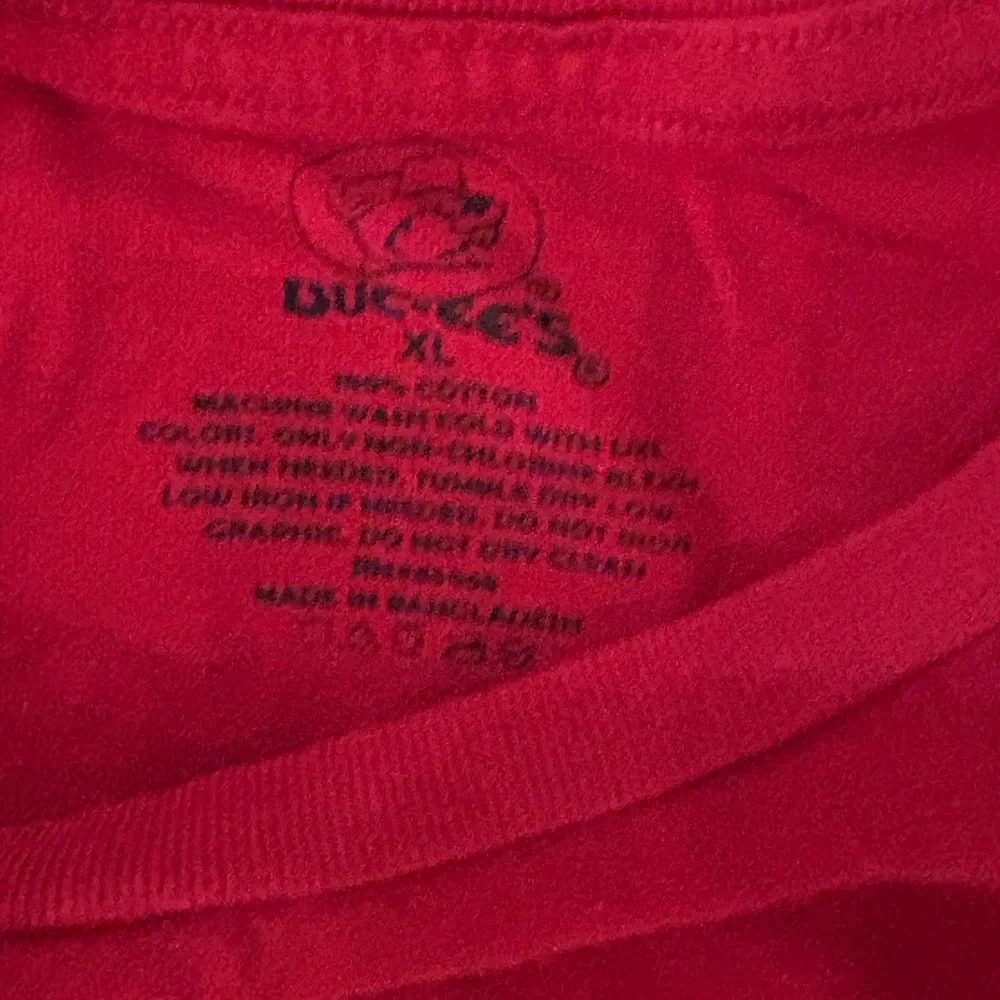 BUC-EE'S®
XL
100% COTTON
MACHINE WASH COLD WITH LIKE
COLORS. ONLY NON-CHLORINE BLEACH
WHEN NEEDED. TUMBLE DRY LOW
LOW IRON IF NEEDED. DO NOT IRON
GRAPHIC. DO NOT DRY CLEAN
MADE IN BANGLADESH